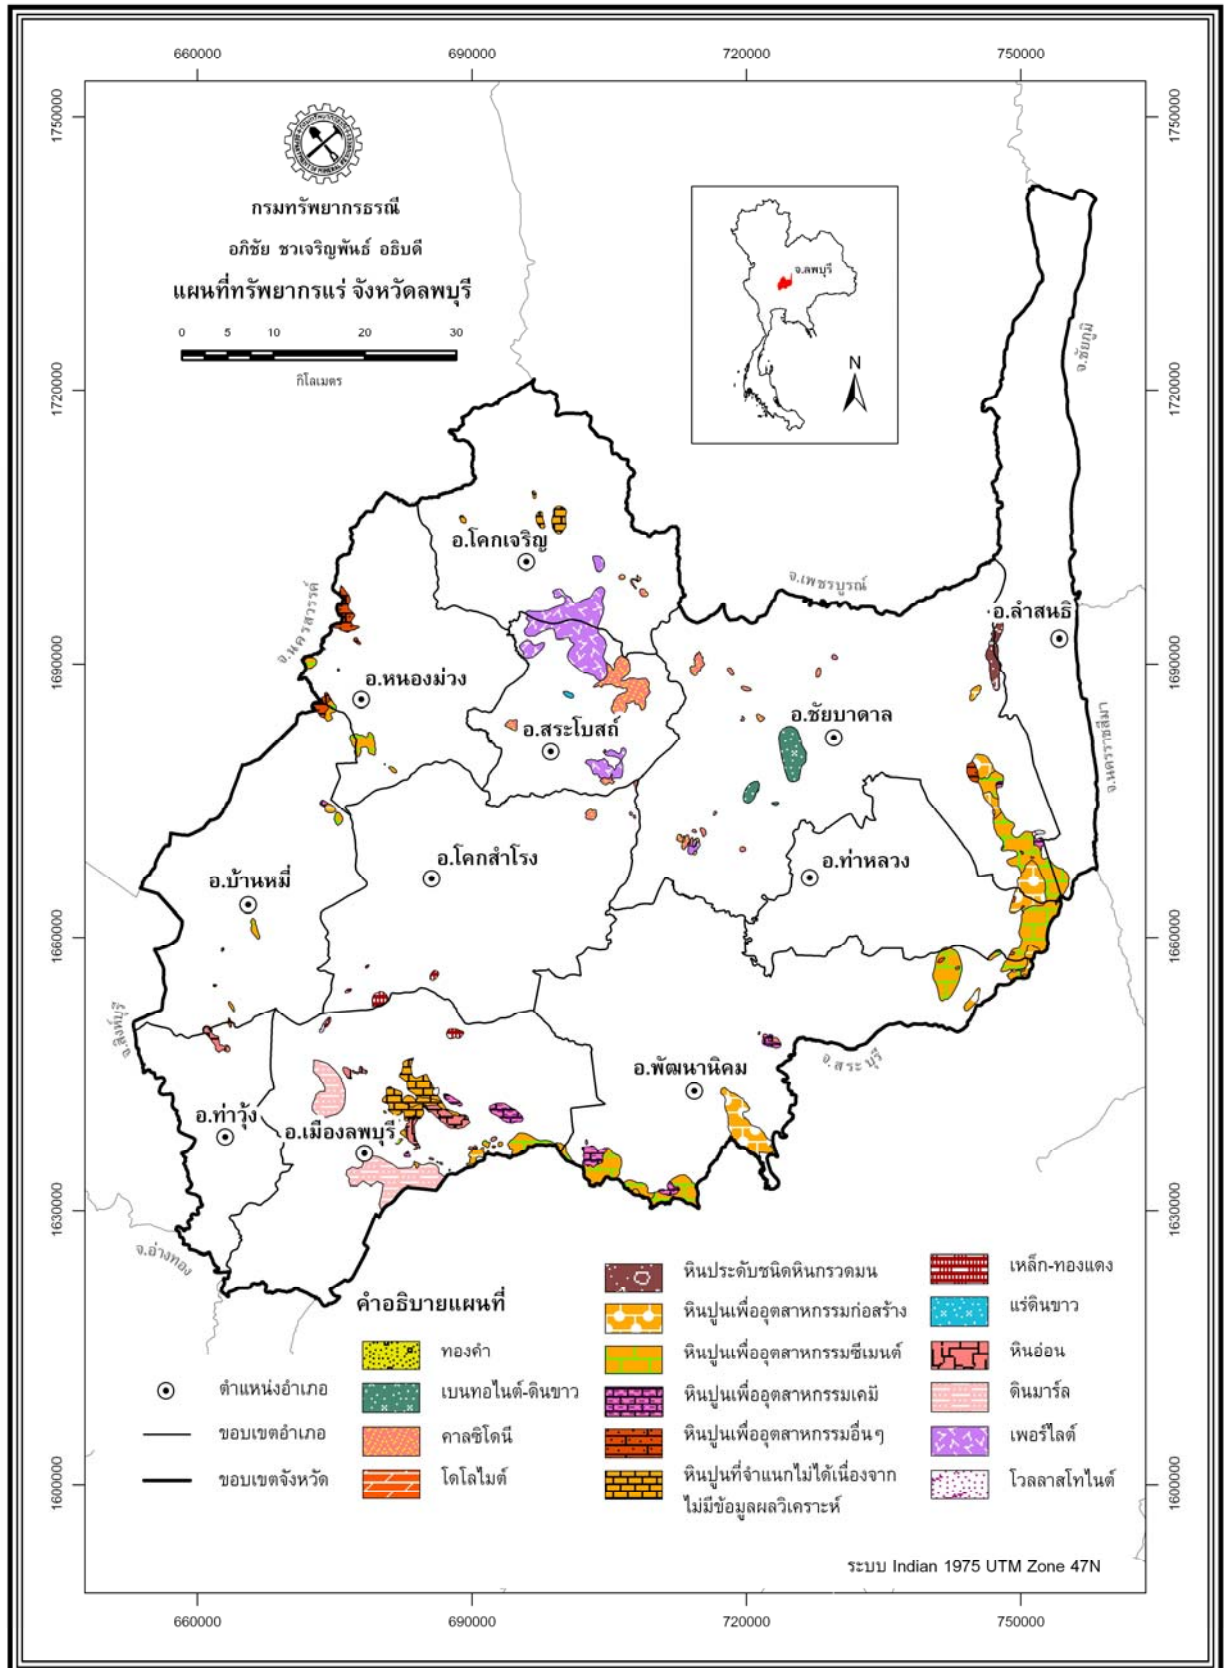 660000 690000 720000 750000
1750000 1750000
กรมทรัพยากรธรณี
อภิชัย ชวเจริญพันธ์ อธิบดี
แผนที่ทรัพยากรแร่ จังหวัดลพบุรี
0 5 10 20 30
กิโลเมตร
จ.ลพบุรี
N
จ.ชัยภูมิ
1720000 1720000
อ.โคกเจริญ
จ.เพชรบูรณ์
อ.ลำสนธิ
จ.นครสวรรค์
1690000 1690000
อ.หนองม่วง
อ.สระโบสถ์
อ.ชัยบาดาล
จ.นครราชสีมา
อ.โคกสำโรง
อ.ท่าหลวง
อ.บ้านหมี่
1660000 1660000
จ.สิงห์บุรี
จ.สระบุรี
อ.พัฒนานิคม
อ.ท่าวุ้ง
อ.เมืองลพบุรี
1630000 1630000
จ.อ่างทอง
คำอธิบายแผนที่
ตำแหน่งอำเภอ
ขอบเขตอำเภอ
ขอบเขตจังหวัด
ทองคำ
เบนทอไนต์-ดินขาว
คาลซิโดนี
โดโลไมต์
หินประดับชนิดหินกรวดมน
หินปูนเพื่ออุตสาหกรรมก่อสร้าง
หินปูนเพื่ออุตสาหกรรมซีเมนต์
หินปูนเพื่ออุตสาหกรรมเคมี
หินปูนเพื่ออุตสาหกรรมอื่นๆ
หินปูนที่จำแนกไม่ได้เนื่องจาก
ไม่มีข้อมูลผลวิเคราะห์
เหล็ก-ทองแดง
แร่ดินขาว
หินอ่อน
ดินมาร์ล
เพอร์ไลต์
โวลลาสโทไนต์
1600000 1600000
ระบบ Indian 1975 UTM Zone 47N
660000 690000 720000 750000